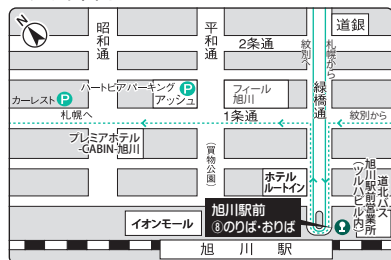 N
昭和通
平和通
2条通
紋別へ
札幌から
道銀
緑橋通
ハートピアパーキング P
アッシュ
フィール
旭川
カーレスト P
札幌へ
1条通
紋別から
プレミアホテル
-CABIN-旭川
(買物公園)
ホテル
ルートイン
道北バス
旭川駅前営業所
(ツルハビル内)
イオンモール
旭川駅前
⑧のりば・おりば
旭川駅